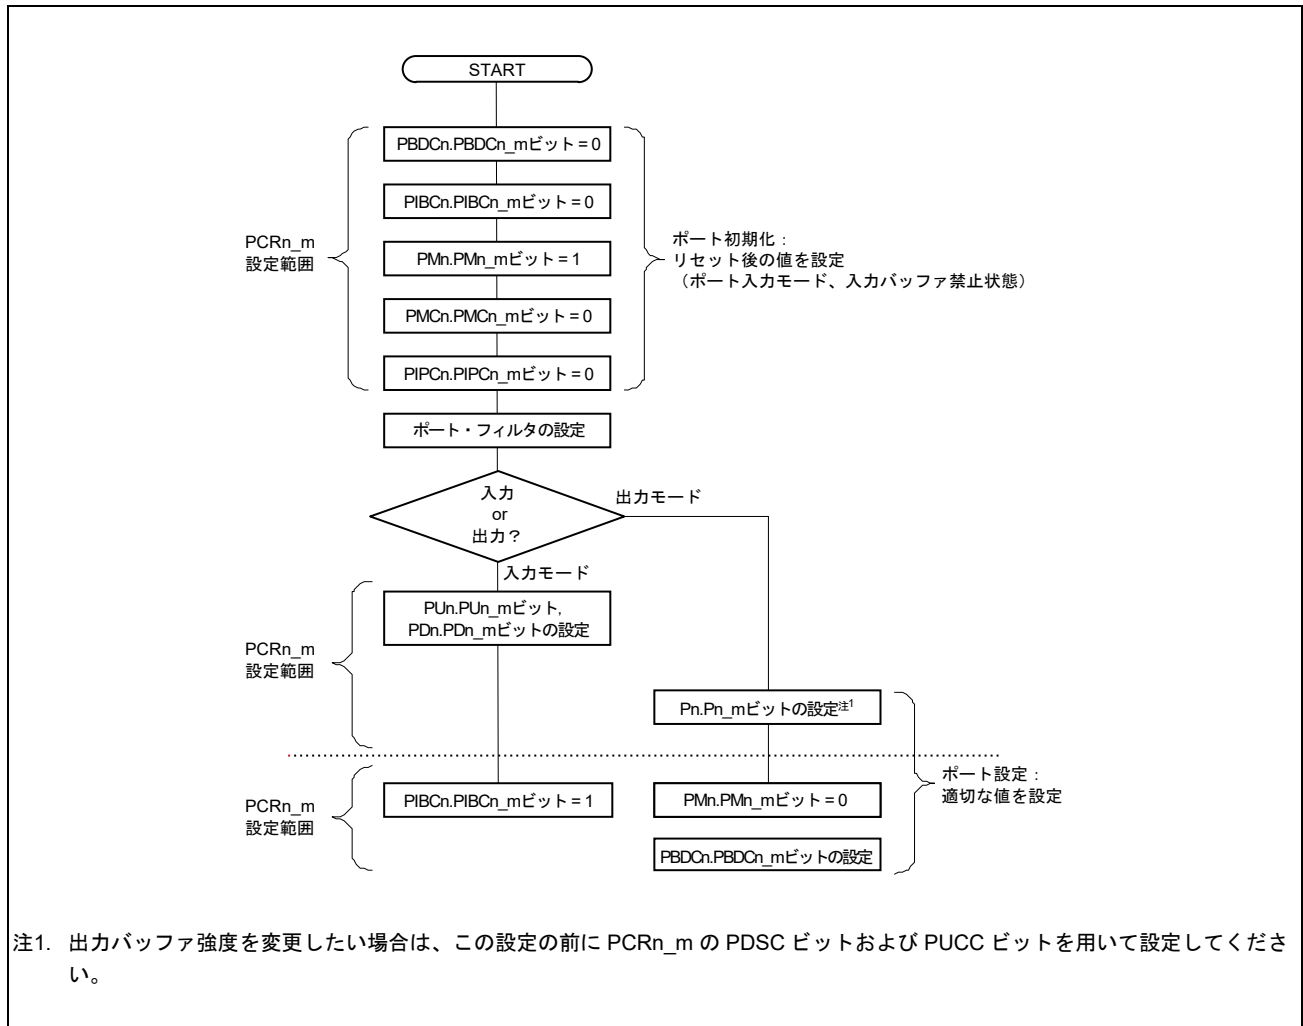 START
PBDCn.PBDCn_mビット = 0
PIBCn.PIBCn_mビット = 0
PCRn_m
設定範囲
PMn.PMn_mビット = 1
ポート初期化：
リセット後の値を設定
（ポート入力モード、入力バッファ禁止状態）
PMCn.PMCn_mビット = 0
PIPCn.PIPCn_mビット = 0
ポート・フィルタの設定
入力
or
出力？
出力モード
入力モード
PUn.PUn_mビット,
PDn.PDn_mビットの設定
PCRn_m
設定範囲
Pn.Pn_mビットの設定注1
ポート設定：
適切な値を設定
PCRn_m
設定範囲
PIBCn.PIBCn_mビット = 1
PMn.PMn_mビット = 0
PBDCn.PBDCn_mビットの設定
注1. 出力バッファ強度を変更したい場合は、この設定の前に PCRn_m の PDSC ビットおよび PUCC ビットを用いて設定してくださ
い。